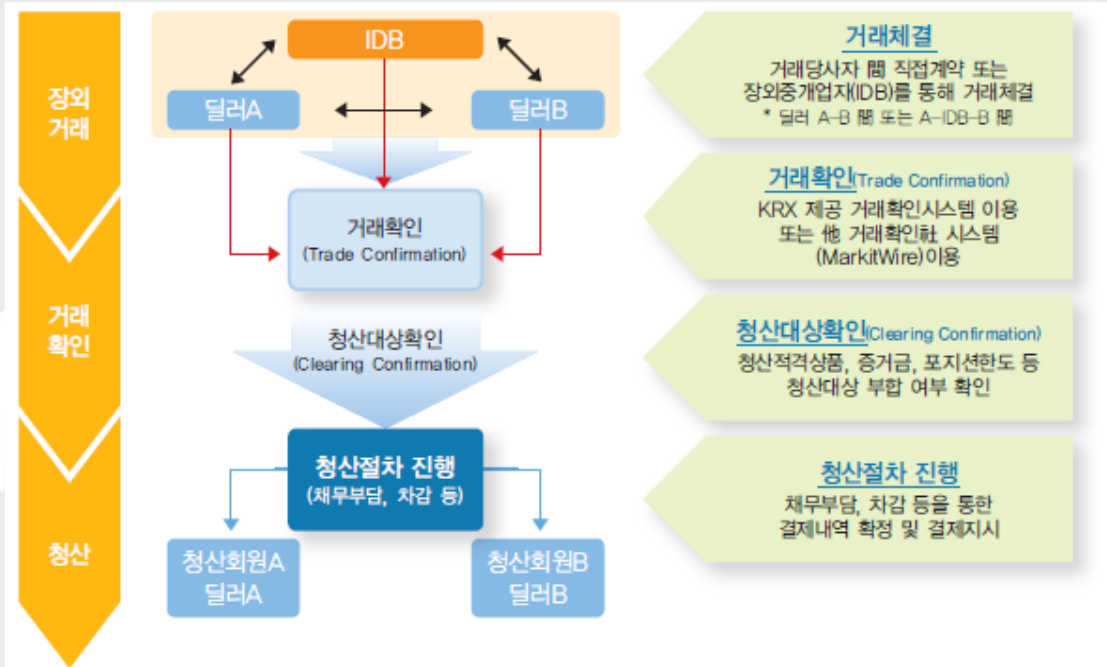 장외
거래
거래
확인
청산
IDB
딜러A
딜러B
거래확인
(Trade Confirmation)
청산대상확인
(Clearing Confirmation)
청산절차 진행
(채무부담, 차감 등)
청산회원A
딜러A
청산회원B
딜러B
거래체결
거래당사자 間 직접계약 또는
장외중개업자(IDB)를 통해 거래체결
* 딜러 A-B 間 또는 A-IDB-B 間
거래확인(Trade Confirmation)
KRX 제공 거래확인시스템 이용
또는 他 거래확인社 시스템
(MarkitWire)이용
청산대상확인(Clearing Confirmation)
청산적격상품, 증거금, 포지션한도 등
청산대상 부합 여부 확인
청산절차 진행
채무부담, 차감 등을 통한
결제내역 확정 및 결제지시